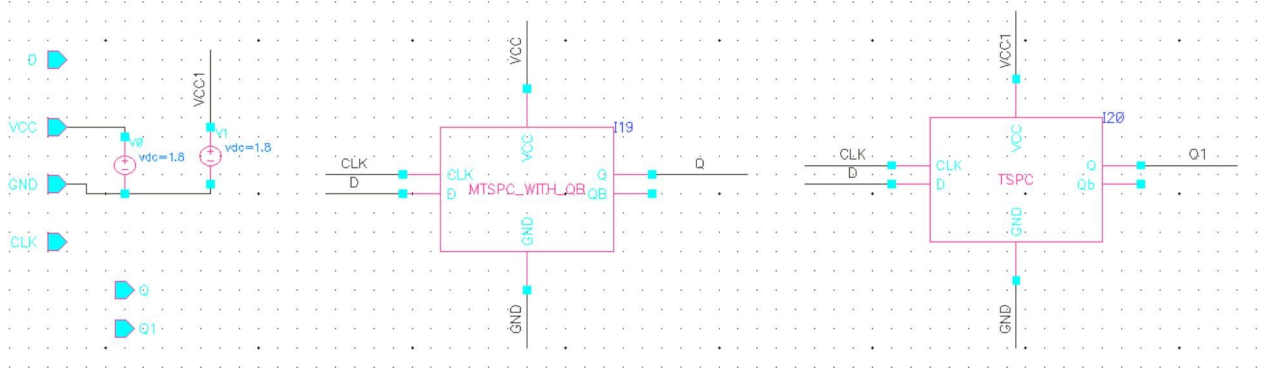 D
VCC
GND
CLK
Q
Q1
VCC1
V0
vdc=1.8
V1
vdc=1.8
VCC
I19
CLK
D
VCC
CLK
D
MTSPC_WITH_QB
Q
QB
GND
Q
GND
VCC1
I20
CLK
D
VCC
CLK
D
TSPC
Q
Qb
GND
Q1
GND